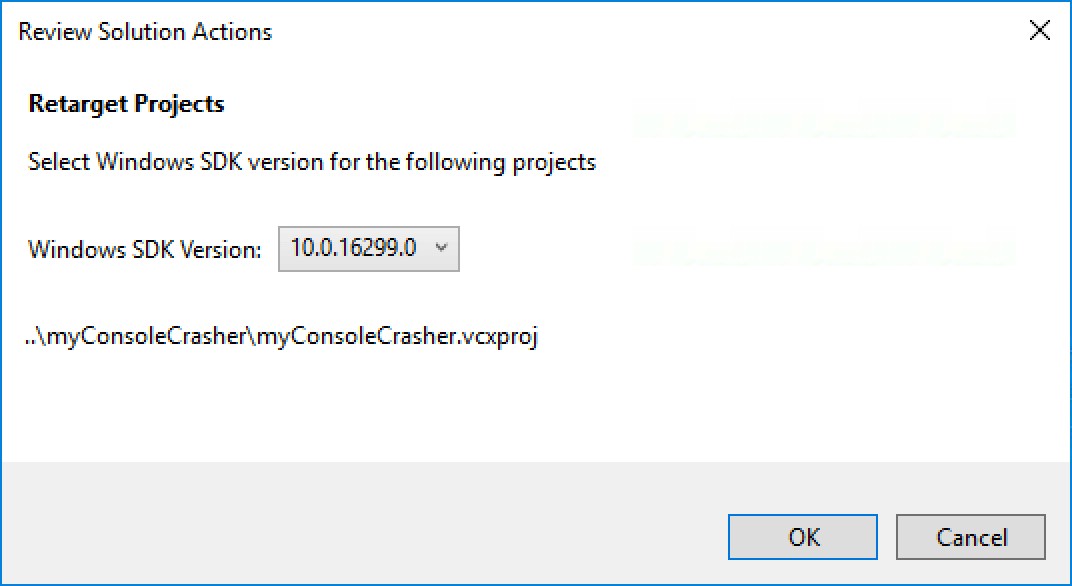 Review Solution Actions
Retarget Projects
Select Windows SDK version for the following projects
Windows SDK Version: 10.0.16299.0
..\myConsoleCrasher\myConsoleCrasher.vcxproj
OK Cancel